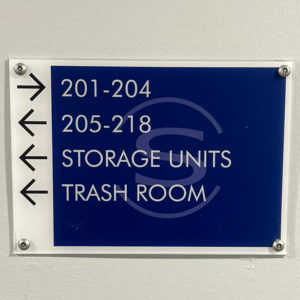 → 201-204
← 205-218
← STORAGE UNITS
← TRASH ROOM